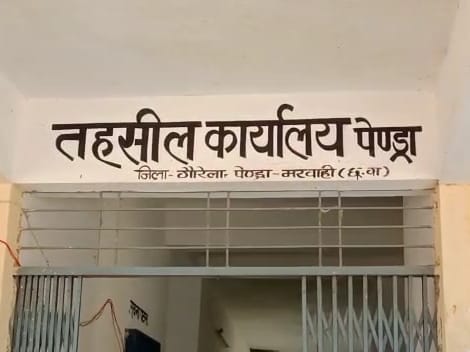 तहसील कार्यालय पेण्ड्रा
जिला- गौरेला- पेण्ड्रा- मरवाही (छ.ग)